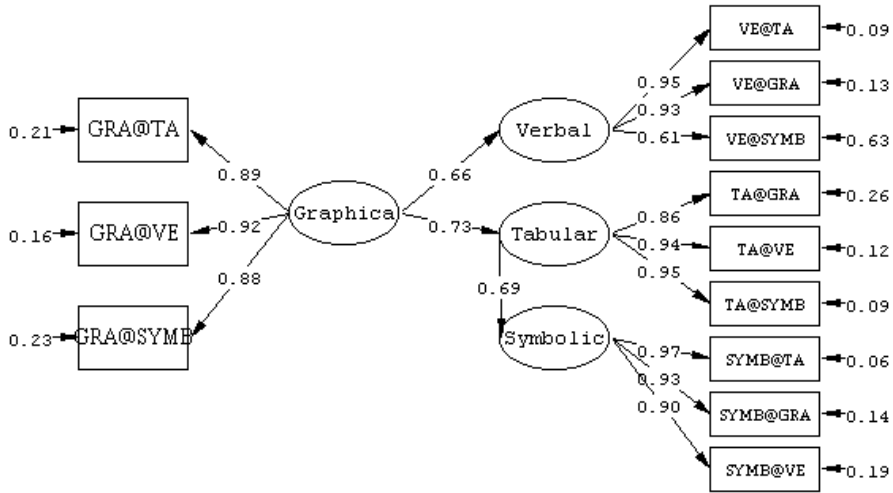 VE@TA
0.09
0.95
VE@GRA
0.13
0.93
GRA@TA
0.21
Verbal
0.61
VE@SYMB
0.63
0.89
0.66
TA@GRA
0.26
Graphica
0.86
GRA@VE
0.16
0.92
0.73
Tabular
0.94
TA@VE
0.12
0.88
0.69
0.95
TA@SYMB
0.09
GRA@SYMB
0.23
Symbolic
0.97
SYMB@TA
0.06
0.93
0.90
SYMB@GRA
0.14
SYMB@VE
0.19